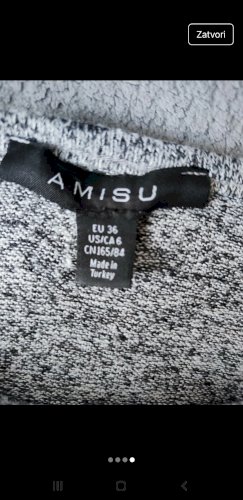 Zatvori
AMISU
EU 36
US/CA 6
CN165/84
Made in
Turkey